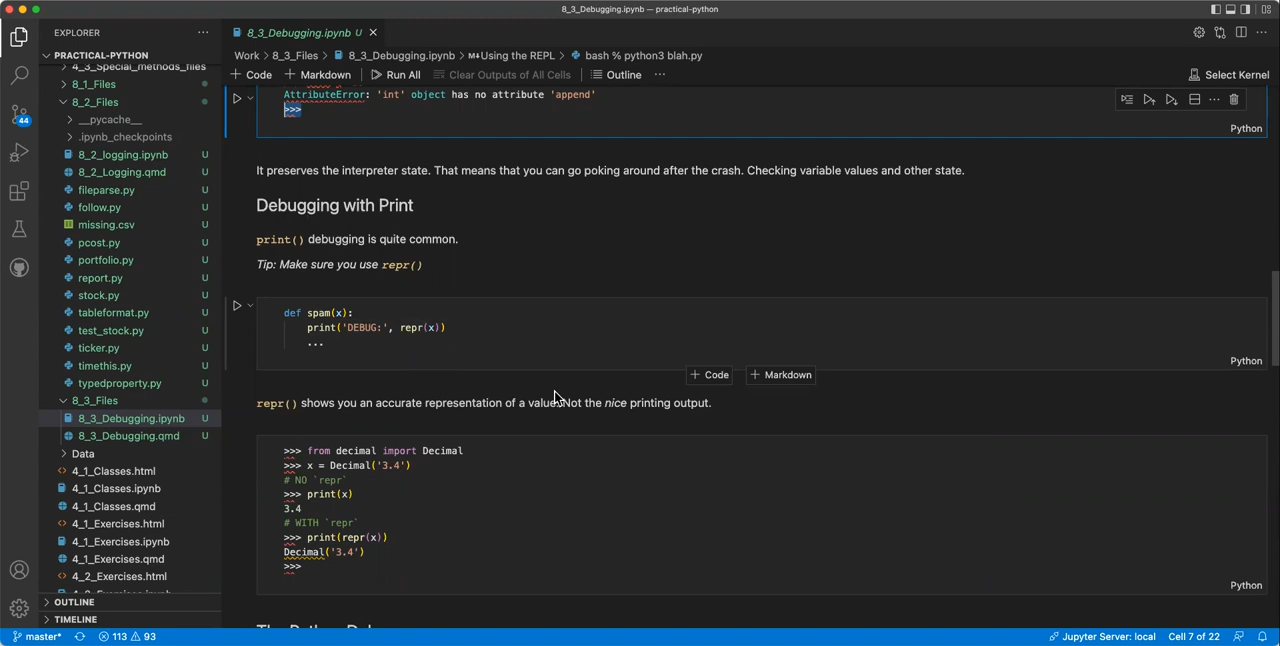 8_3_Debugging.ipynb — practical-python
EXPLORER
8_3_Debugging.ipynb U
PRACTICAL-PYTHON
Work > 8_3_Files > 8_3_Debugging.ipynb > M↓Using the REPL > bash % python3 blah.py
4_3_Special_methods_files
+ Code + Markdown Run All Clear Outputs of All Cells Outline ... Select Kernel
8_1_Files
8_2_Files
__pycache__
.ipynb_checkpoints
8_2_logging.ipynb U
8_2_Logging.qmd U
fileparse.py U
follow.py U
missing.csv U
pcost.py U
portfolio.py U
report.py U
stock.py U
tableformat.py U
test_stock.py U
ticker.py U
timethis.py U
typedproperty.py U
8_3_Files
8_3_Debugging.ipynb U
8_3_Debugging.qmd U
Data
4_1_Classes.html
4_1_Classes.ipynb
4_1_Classes.qmd
4_1_Exercises.html
4_1_Exercises.ipynb
4_1_Exercises.qmd
4_2_Exercises.html
OUTLINE
TIMELINE
AttributeError: 'int' object has no attribute 'append'
>>>
Python
It preserves the interpreter state. That means that you can go poking around after the crash. Checking variable values and other state.
Debugging with Print
print() debugging is quite common.
Tip: Make sure you use repr()
def spam(x):
print('DEBUG:', repr(x))
...
Python
+ Code + Markdown
repr() shows you an accurate representation of a value. Not the nice printing output.
>>> from decimal import Decimal
>>> x = Decimal('3.4')
# NO `repr`
>>> print(x)
3.4
# WITH `repr`
>>> print(repr(x))
Decimal('3.4')
>>>
Python
44
master* 113 93 Jupyter Server: local Cell 7 of 22